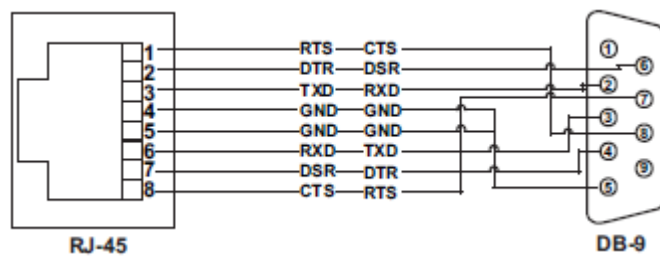 1 RTS CTS 1
2 DTR DSR 6
3 TXD RXD 2
4 GND GND 7
5 GND GND 3
6 RXD TXD 8
7 DSR DTR 4
8 CTS RTS 9
5
RJ-45 DB-9